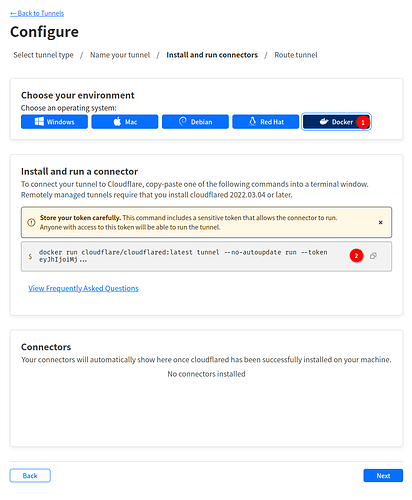 ← Back to Tunnels
Configure
Select tunnel type / Name your tunnel / Install and run connectors / Route tunnel
Choose your environment
Choose an operating system:
Windows Mac Debian Red Hat Docker 1
Install and run a connector
To connect your tunnel to Cloudflare, copy-paste one of the following commands into a terminal window.
Remotely managed tunnels require that you install cloudflared 2022.03.04 or later.
Store your token carefully. This command includes a sensitive token that allows the connector to run.
Anyone with access to this token will be able to run the tunnel.
$ docker run cloudflare/cloudflared:latest tunnel --no-autoupdate run --token 2
eyJhIjoiMj...
View Frequently Asked Questions
Connectors
Your connectors will automatically show here once cloudflared has been successfully installed on your machine.
No connectors installed
Back Next